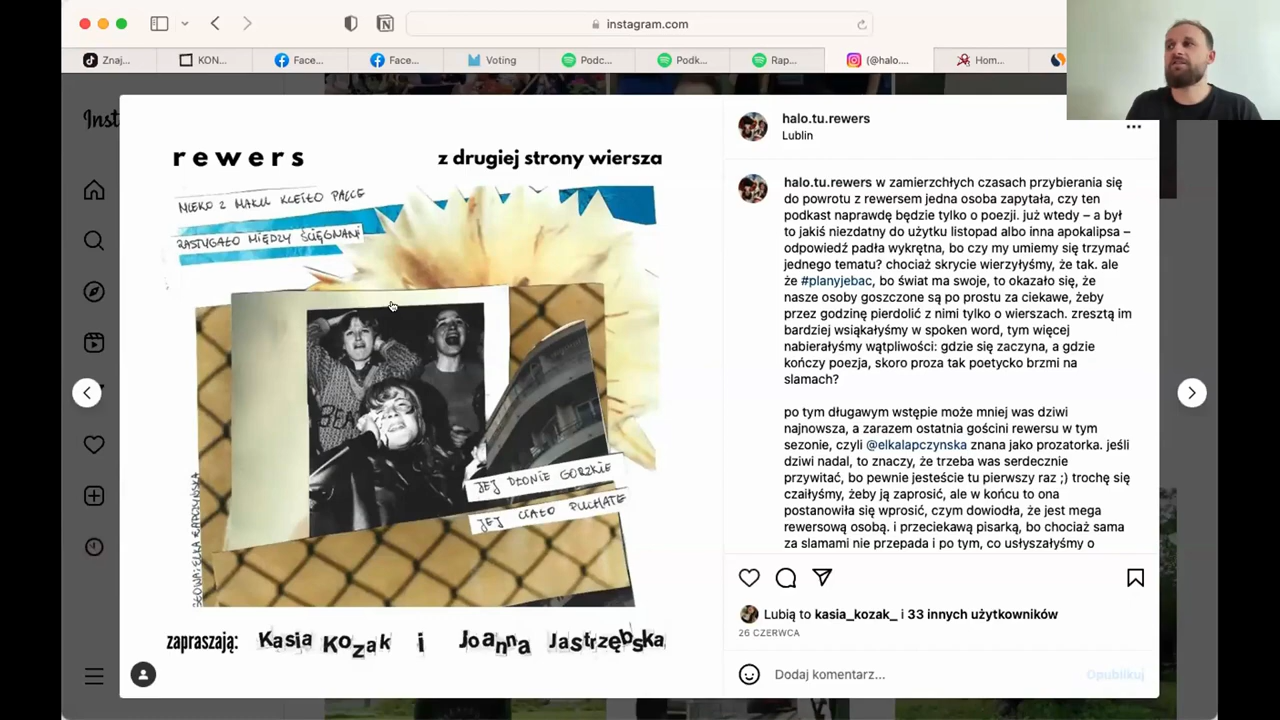 instagram.com
Znaj...
KON...
Face...
Face...
Voting
Podc...
Podk...
Rap...
(@halo....
Hom...
Inst
rewers
z drugiej strony wiersza
MLEKO Z MAKU KLEIŁO PALCE
ZASTYGAŁO MIĘDZY ŚCIĘGNAMI
JEJ DŁONIE GORZKIE
JEJ CIAŁO PUCHATE
SŁOWA: ELKA ŁAPCZYŃSKA
zapraszają: Kasia Kozak i Joanna Jastrzębska
halo.tu.rewers
Lublin
halo.tu.rewers w zamierzchłych czasach przybierania się
do powrotu z rewersem jedna osoba zapytała, czy ten
podkast naprawdę będzie tylko o poezji. już wtedy – a był
to jakiś niezdatny do użytku listopad albo inna apokalipsa –
odpowiedź padła wykrętna, bo czy my umiemy się trzymać
jednego tematu? chociaż skrycie wierzyłyśmy, że tak. ale
że #planyjebac, bo świat ma swoje, to okazało się, że
nasze osoby goszczone są po prostu za ciekawe, żeby
przez godzinę pierdolić z nimi tylko o wierszach. zresztą im
bardziej wsiąkałyśmy w spoken word, tym więcej
nabierałyśmy wątpliwości: gdzie się zaczyna, a gdzie
kończy poezja, skoro proza tak poetycko brzmi na
slamach?
po tym długawym wstępie może mniej was dziwi
najnowsza, a zarazem ostatnia gościni rewersu w tym
sezonie, czyli @elkalapczynska znana jako prozatorka. jeśli
dziwi nadal, to znaczy, że trzeba was serdecznie
przywitać, bo pewnie jesteście tu pierwszy raz ;) trochę się
czaiłyśmy, żeby ją zaprosić, ale w końcu to ona
postanowiła się wprosić, czym dowiodła, że jest mega
rewersową osobą. i przeciekawą pisarką, bo chociaż sama
za slamami nie przepada i po tym, co usłyszałyśmy o
Lubią to kasia_kozak_ i 33 innych użytkowników
26 CZERWCA
Dodaj komentarz...
Opublikuj